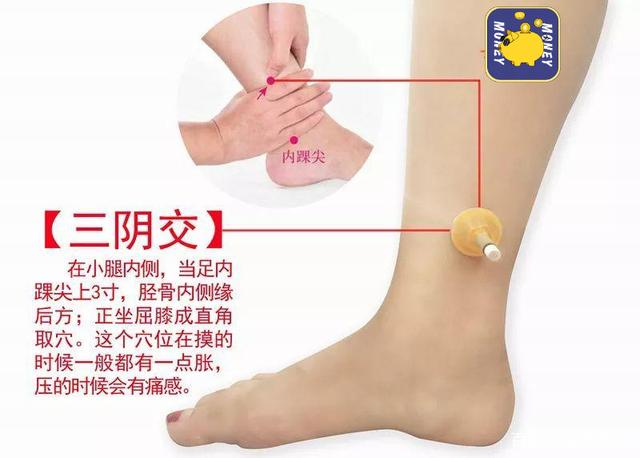 MONEY
MONEY
内踝尖
【三阴交】
在小腿内侧，当足内
踝尖上3寸，胫骨内侧缘
后方；正坐屈膝成直角
取穴。这个穴位在摸的
时候一般都有一点胀，
压的时候会有痛感。